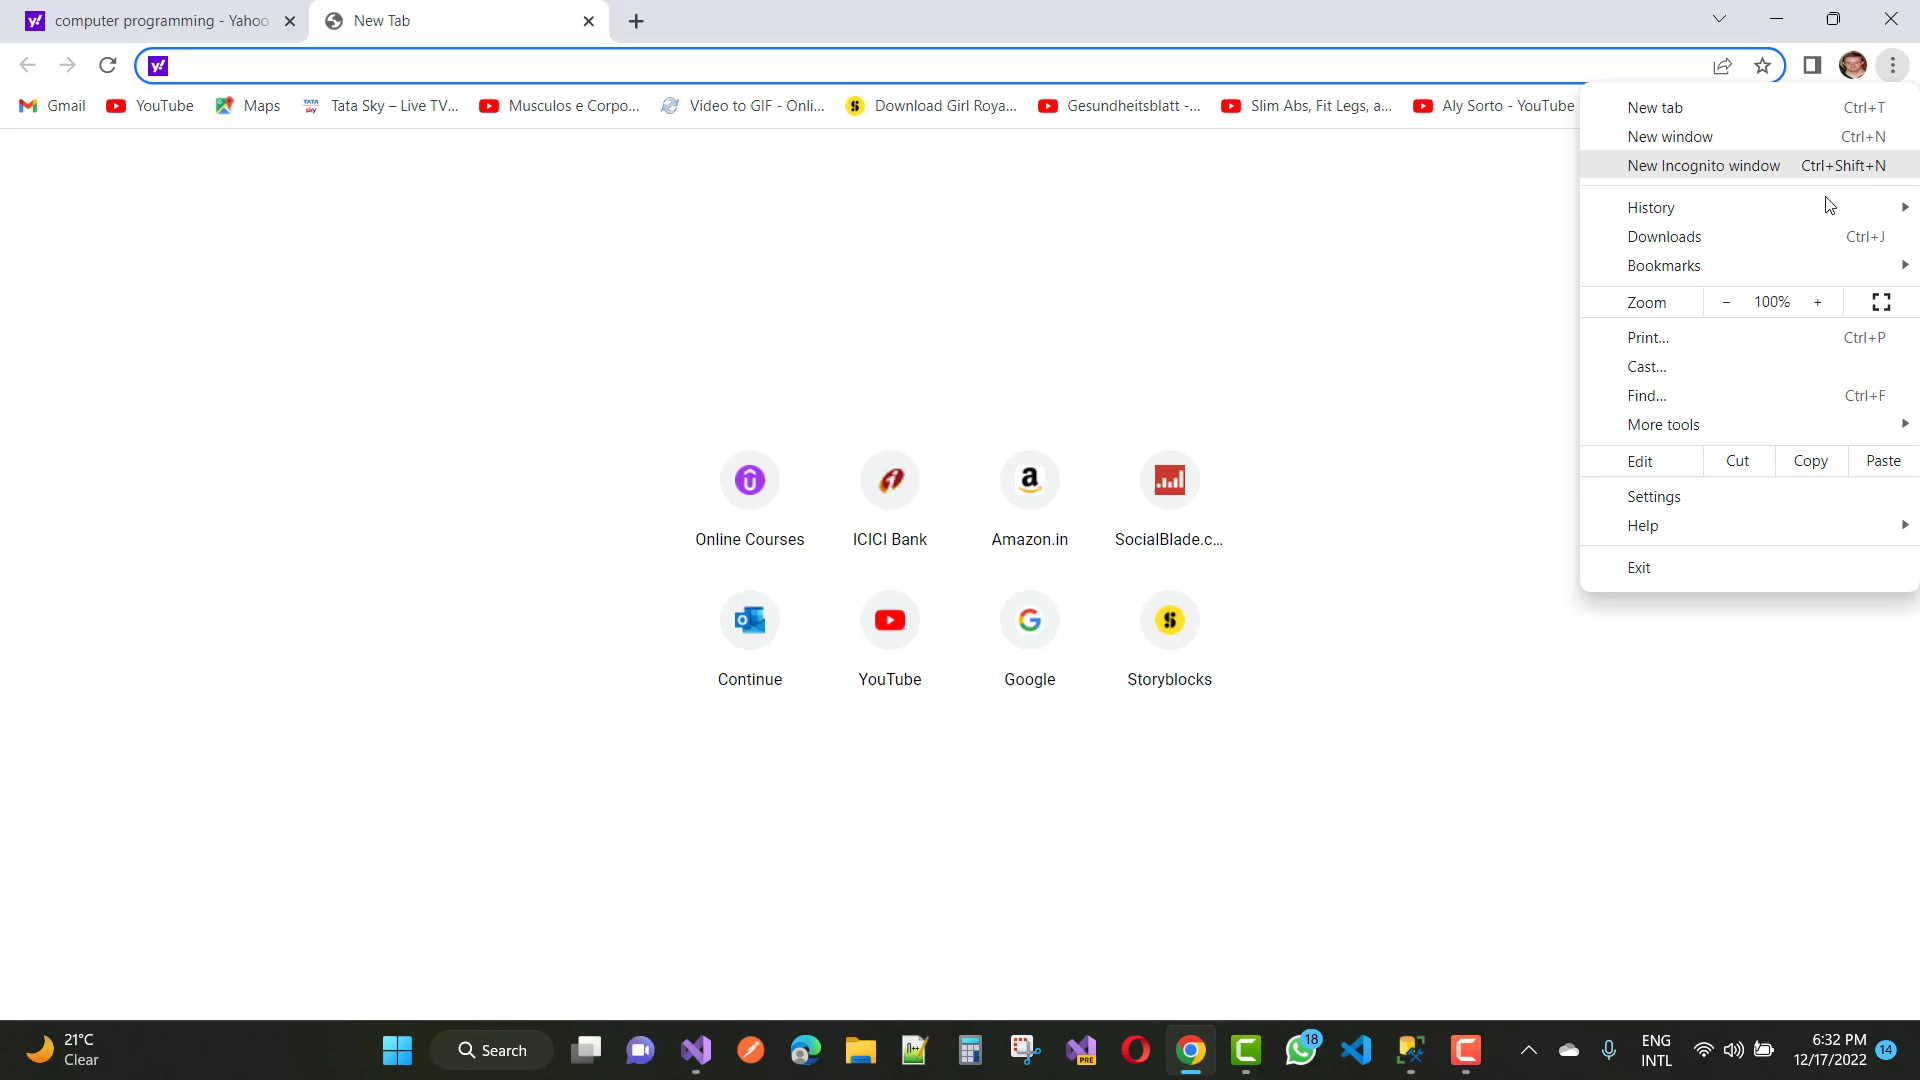 computer programming - Yahoo
New Tab
Gmail
YouTube
Maps
Tata Sky – Live TV...
Musculos e Corpo...
Video to GIF - Onli...
Download Girl Roya...
Gesundheitsblatt -...
Slim Abs, Fit Legs, a...
Aly Sorto - YouTube
New tab Ctrl+T
New window Ctrl+N
New Incognito window Ctrl+Shift+N
History
Downloads Ctrl+J
Bookmarks
Zoom - 100% +
Print... Ctrl+P
Cast...
Find... Ctrl+F
More tools
Edit Cut Copy Paste
Settings
Help
Exit
Online Courses
ICICI Bank
Amazon.in
SocialBlade.c...
Continue
YouTube
Google
Storyblocks
21°C
Clear
Search
PRE
18
ENG
INTL
6:32 PM
12/17/2022
14